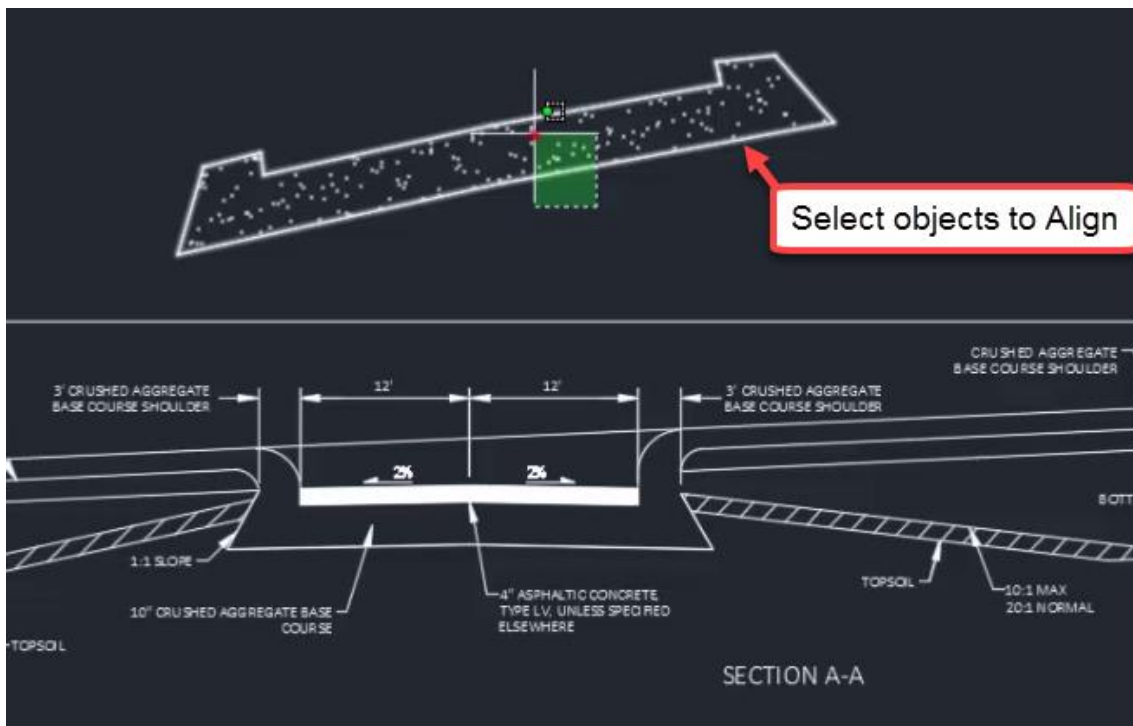 Select objects to Align
CRUSHED AGGREGATE
BASE COURSE SHOULDER
3' CRUSHED AGGREGATE
BASE COURSE SHOULDER
12'
12'
3' CRUSHED AGGREGATE
BASE COURSE SHOULDER
2%
2%
BOTT
1:1 SLOPE
TOPSOIL
10:1 MAX
20:1 NORMAL
10" CRUSHED AGGREGATE BASE
COURSE
4" ASPHALTIC CONCRETE,
TYPE LV, UNLESS SPECIFIED
ELSEWHERE
TOPSOIL
SECTION A-A